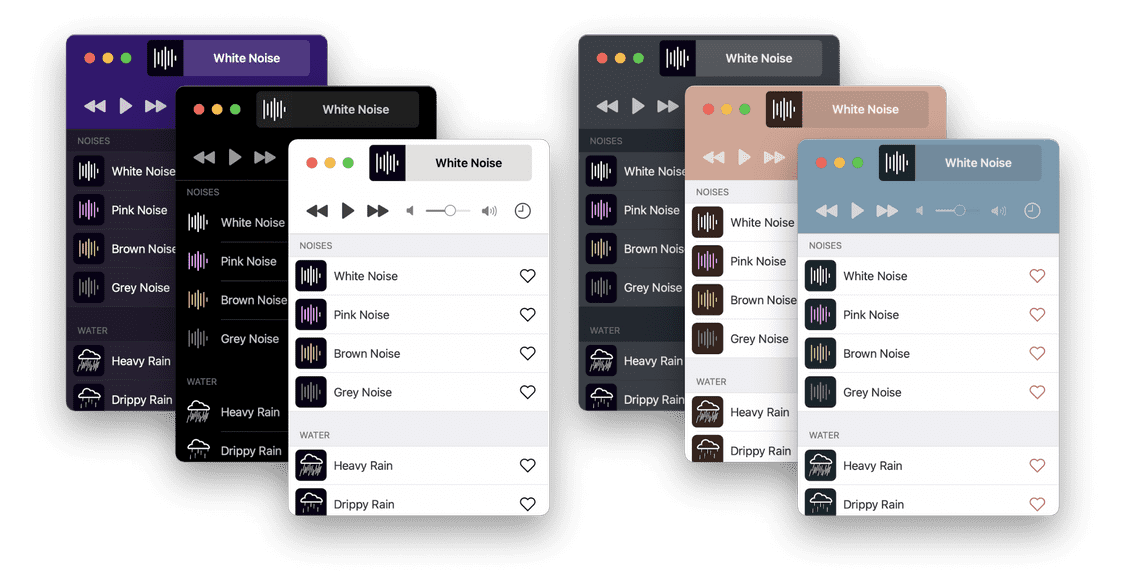 White Noise
NOISES
White Noise
Pink Noise
Brown Noise
Grey Noise
WATER
Heavy Rain
Drippy Rain
White Noise
NOISES
White Noise
Pink Noise
Brown Noise
Grey Noise
WATER
Heavy Rain
Drippy Rain
White Noise
NOISES
White Noise
Pink Noise
Brown Noise
Grey Noise
WATER
Heavy Rain
Drippy Rain
White Noise
NOISES
White Noise
Pink Noise
Brown Noise
Grey Noise
WATER
Heavy Rain
Drippy Rain
White Noise
NOISES
White Noise
Pink Noise
Brown Noise
Grey Noise
WATER
Heavy Rain
Drippy Rain
White Noise
NOISES
White Noise
Pink Noise
Brown Noise
Grey Noise
WATER
Heavy Rain
Drippy Rain